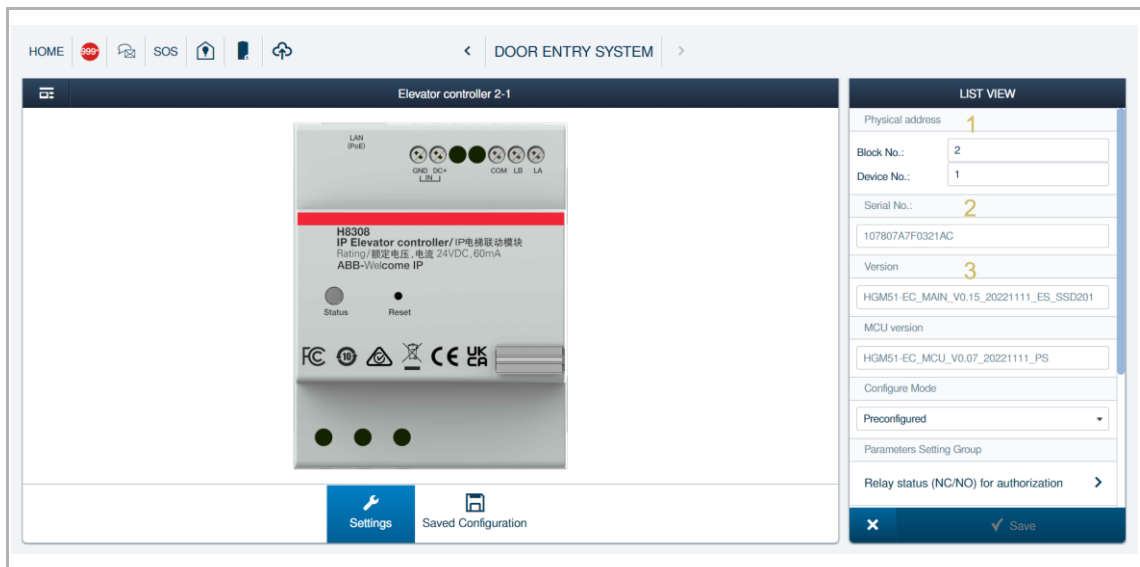 HOME 999+ SOS < DOOR ENTRY SYSTEM >
Elevator controller 2-1
LAN
(PoE)
GND DC+ COM LB LA
IN
H8308
IP Elevator controller/IP电梯联动模块
Rating/额定电压,电流 24VDC,60mA
ABB-Welcome IP
Status Reset
FC 10 CE UK
CA
Settings Saved Configuration
LIST VIEW
Physical address 1
Block No.: 2
Device No.: 1
Serial No.: 2
107807A7F0321AC
Version 3
HGM51-EC_MAIN_V0.15_20221111_ES_SSD201
MCU version
HGM51-EC_MCU_V0.07_20221111_PS
Configure Mode
Preconfigured
Parameters Setting Group
Relay status (NC/NO) for authorization >
× ✓ Save